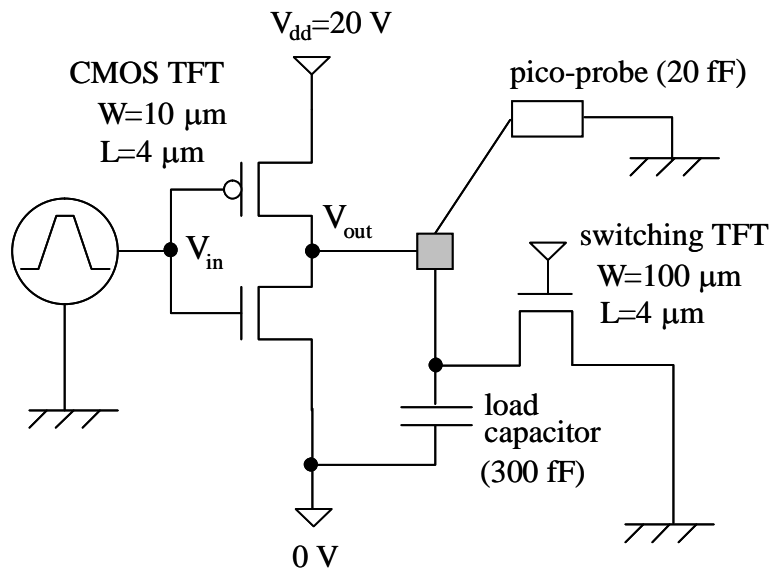 V_dd=20 V
CMOS TFT
W=10 μm
L=4 μm
pico-probe (20 fF)
V_in
V_out
switching TFT
W=100 μm
L=4 μm
load
capacitor
(300 fF)
0 V